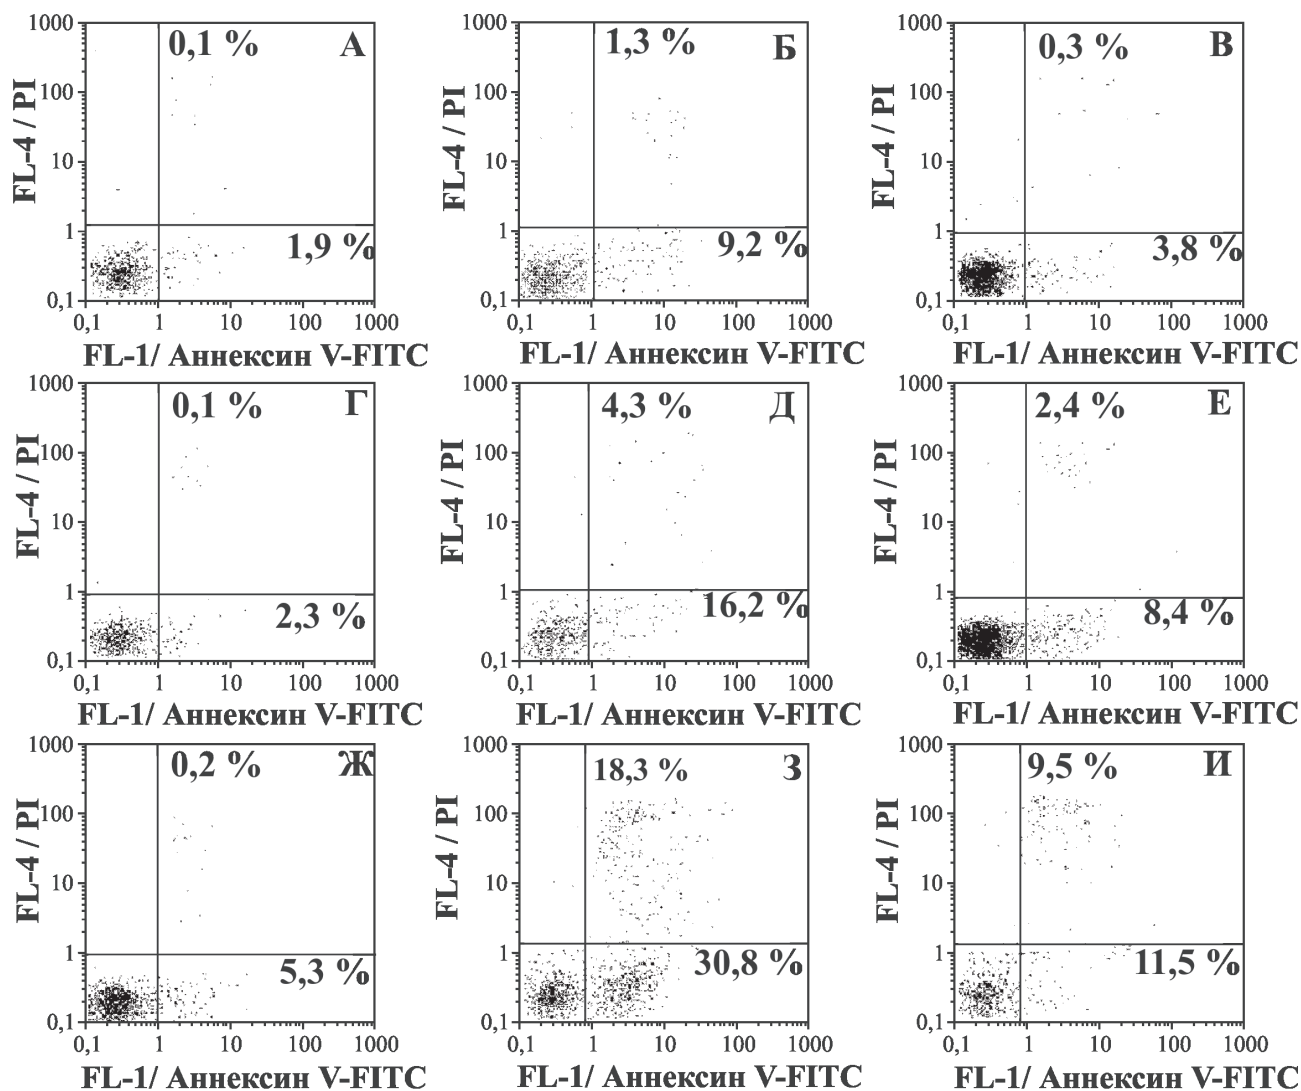 1000 0,1 % А
100
10
1
0,1
1,9 %
FL-4 / PI
0,1 1 10 100 1000
FL-1/ Аннексин V-FITC
1000 1,3 % Б
100
10
1
0,1
9,2 %
FL-4 / PI
0,1 1 10 100 1000
FL-1/ Аннексин V-FITC
1000 0,3 % В
100
10
1
0,1
3,8 %
FL-4 / PI
0,1 1 10 100 1000
FL-1/ Аннексин V-FITC
1000 0,1 % Г
100
10
1
0,1
2,3 %
FL-4 / PI
0,1 1 10 100 1000
FL-1/ Аннексин V-FITC
1000 4,3 % Д
100
10
1
0,1
16,2 %
FL-4 / PI
0,1 1 10 100 1000
FL-1/ Аннексин V-FITC
1000 2,4 % Е
100
10
1
0,1
8,4 %
FL-4 / PI
0,1 1 10 100 1000
FL-1/ Аннексин V-FITC
1000 0,2 % Ж
100
10
1
0,1
5,3 %
FL-4 / PI
0,1 1 10 100 1000
FL-1/ Аннексин V-FITC
1000 18,3 % З
100
10
1
0,1
30,8 %
FL-4 / PI
0,1 1 10 100 1000
FL-1/ Аннексин V-FITC
1000 9,5 % И
100
10
1
0,1
11,5 %
FL-4 / PI
0,1 1 10 100 1000
FL-1/ Аннексин V-FITC